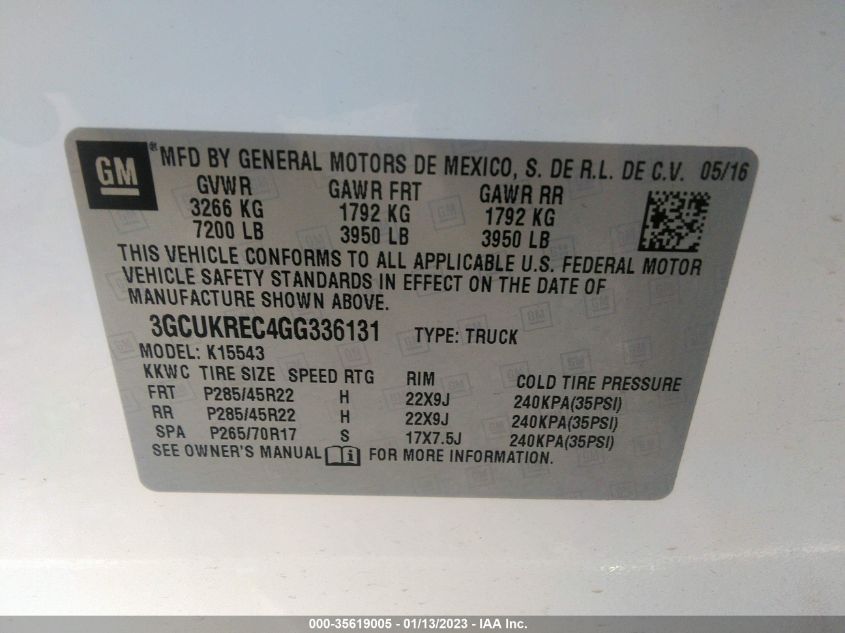 GM ® MFD BY GENERAL MOTORS DE MEXICO, S. DE R.L. DE C.V. 05/16
GVWR GAWR FRT GAWR RR
3266 KG 1792 KG 1792 KG
7200 LB 3950 LB 3950 LB
THIS VEHICLE CONFORMS TO ALL APPLICABLE U.S. FEDERAL MOTOR
VEHICLE SAFETY STANDARDS IN EFFECT ON THE DATE OF
MANUFACTURE SHOWN ABOVE.
3GCUKREC4GG336131 TYPE: TRUCK
MODEL: K15543
KKWC TIRE SIZE SPEED RTG RIM COLD TIRE PRESSURE
FRT P285/45R22 H 22X9J 240KPA(35PSI)
RR P285/45R22 H 22X9J 240KPA(35PSI)
SPA P265/70R17 S 17X7.5J 240KPA(35PSI)
SEE OWNER'S MANUAL FOR MORE INFORMATION.
000-35619005 - 01/13/2023 - IAA Inc.